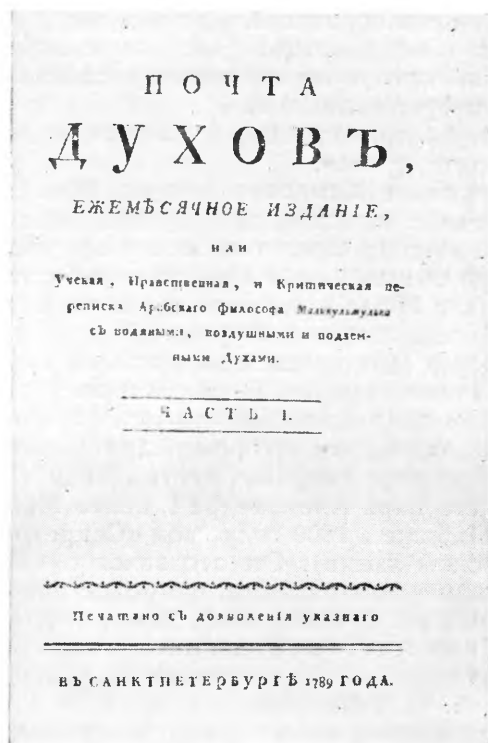 ПОЧТА
ДУХОВЪ,
ЕЖЕМѢСЯЧНОЕ ИЗДАНІЕ,
ИЛИ
Ученая, Нравственная, и Критическая пе-
реписка Арабскаго философа Маликульмулька
съ водяными, воздушными и подзем-
ными Духами.
ЧАСТЬ I.
Печатано съ дозволенія указнаго
ВЪ САНКТПЕТЕРБУРГѢ 1789 ГОДА.